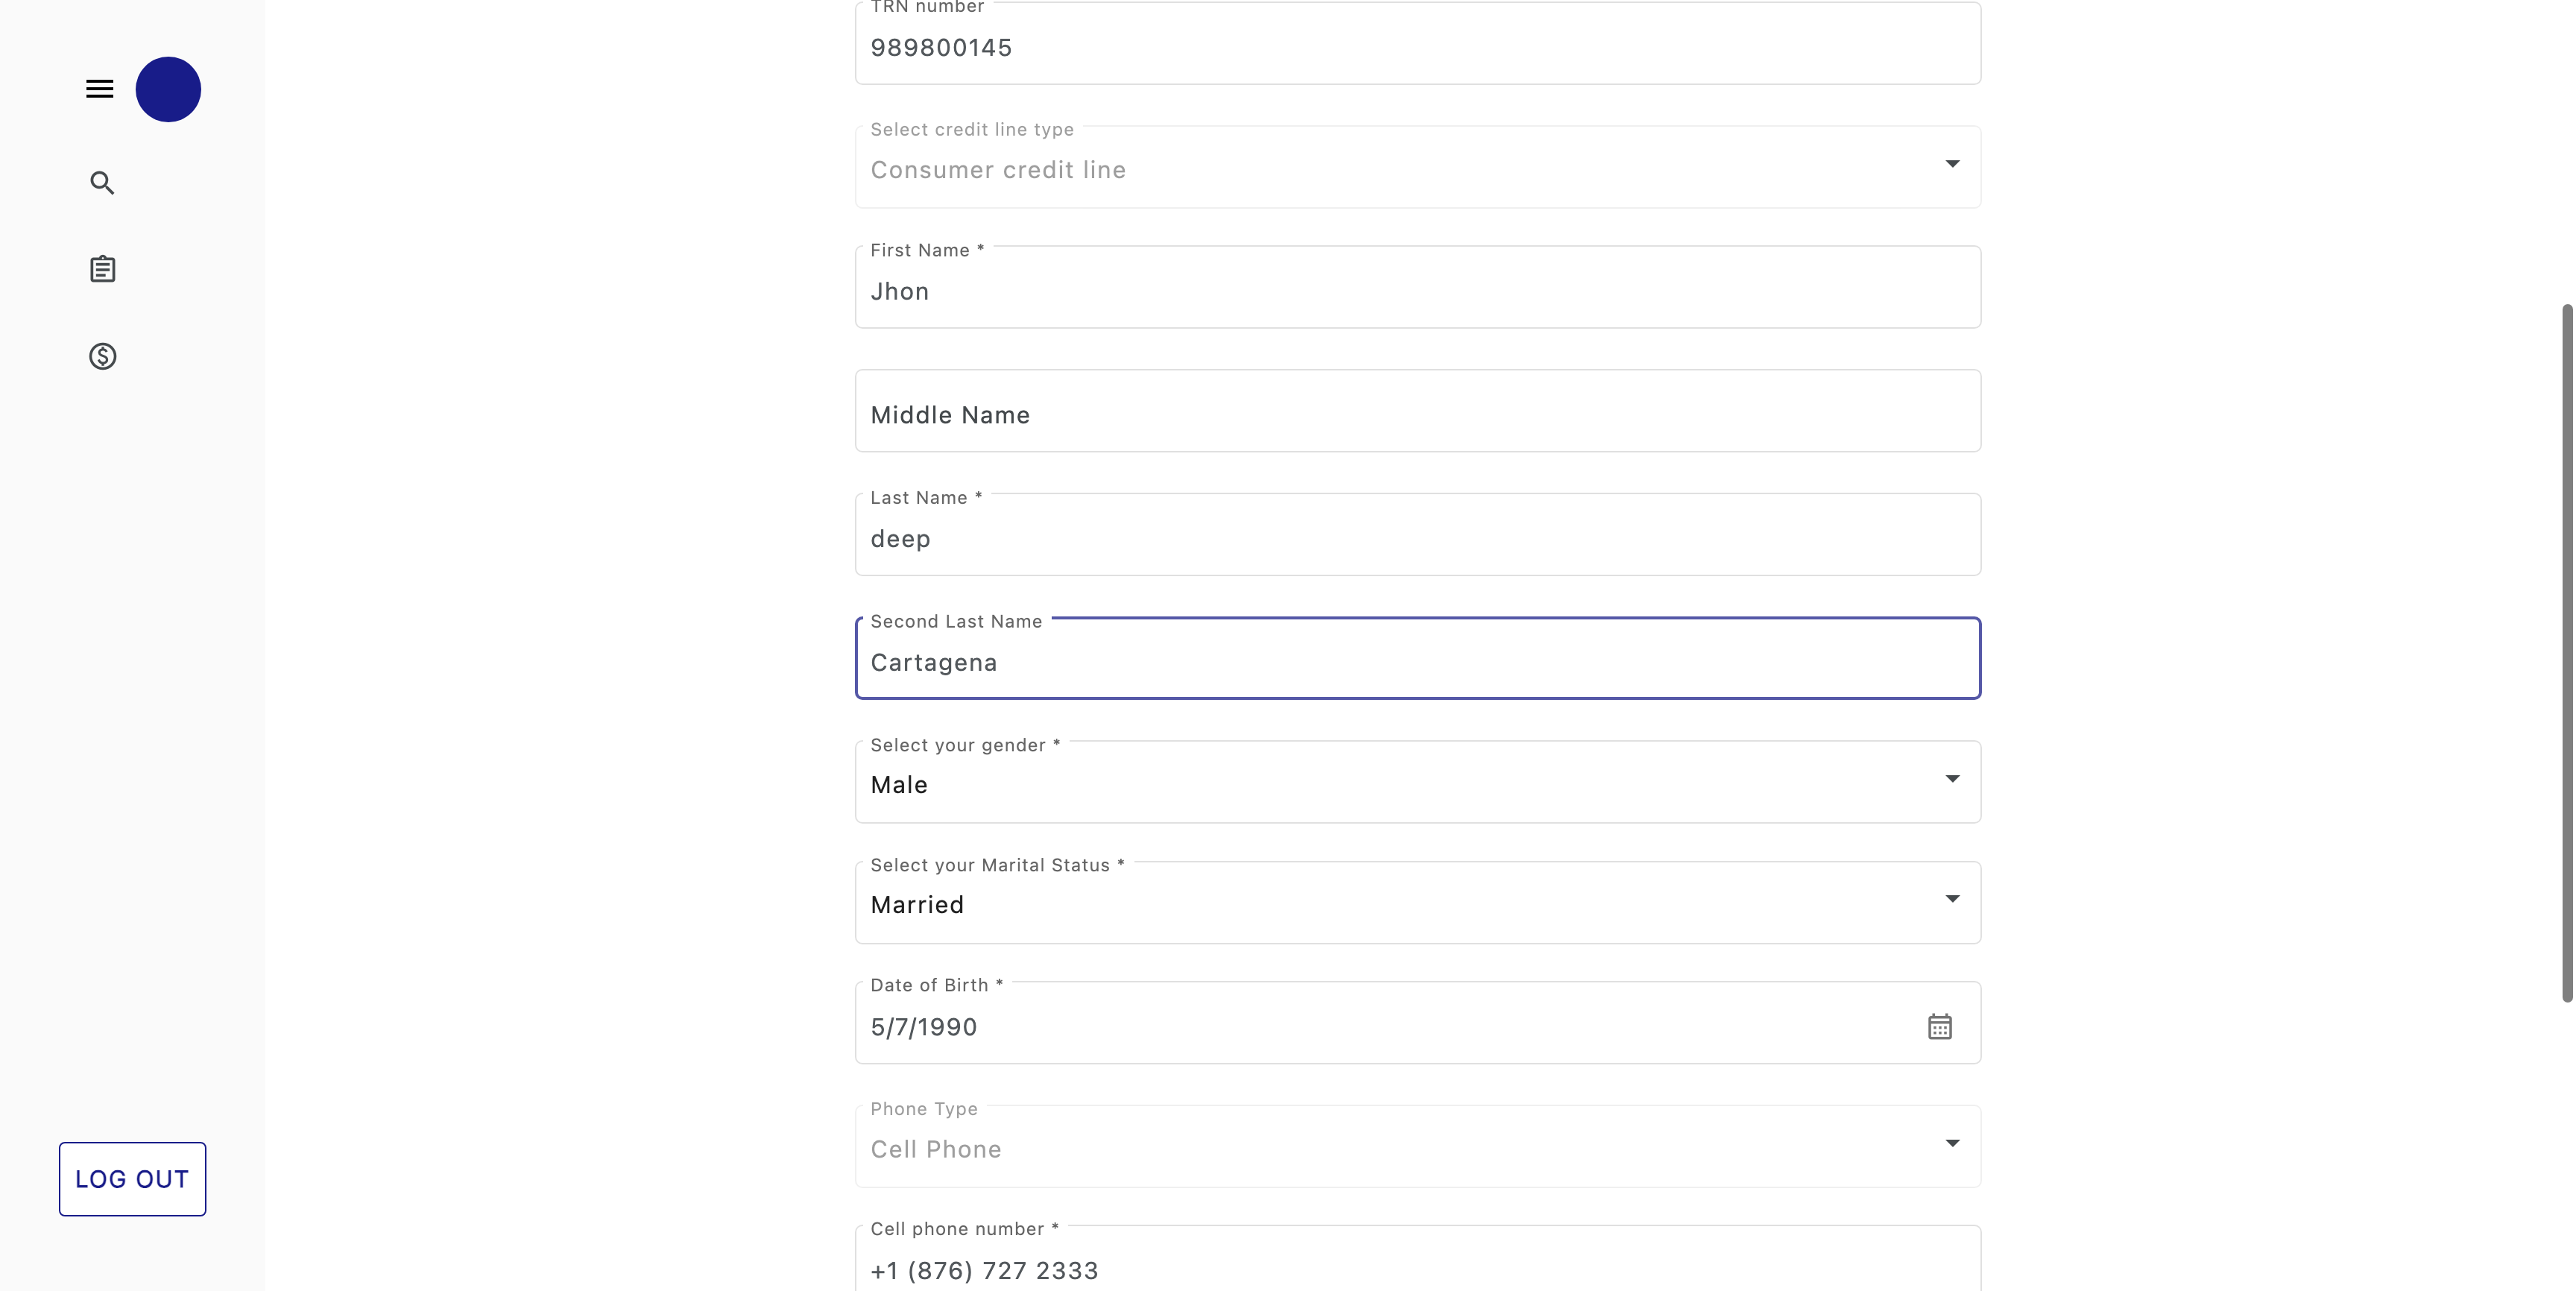 TRN number
989800145
Select credit line type
Consumer credit line
First Name *
Jhon
Middle Name
Last Name *
deep
Second Last Name
Cartagena
Select your gender *
Male
Select your Marital Status *
Married
Date of Birth *
5/7/1990
Phone Type
Cell Phone
Cell phone number *
+1 (876) 727 2333
LOG OUT